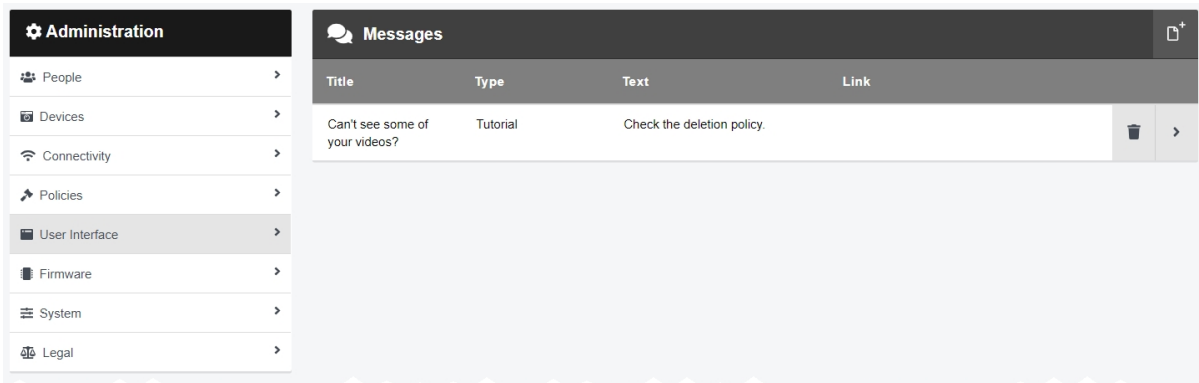 Administration
People
Devices
Connectivity
Policies
User Interface
Firmware
System
Legal
Messages
Title Type Text Link
Can't see some of Tutorial Check the deletion policy.
your videos?